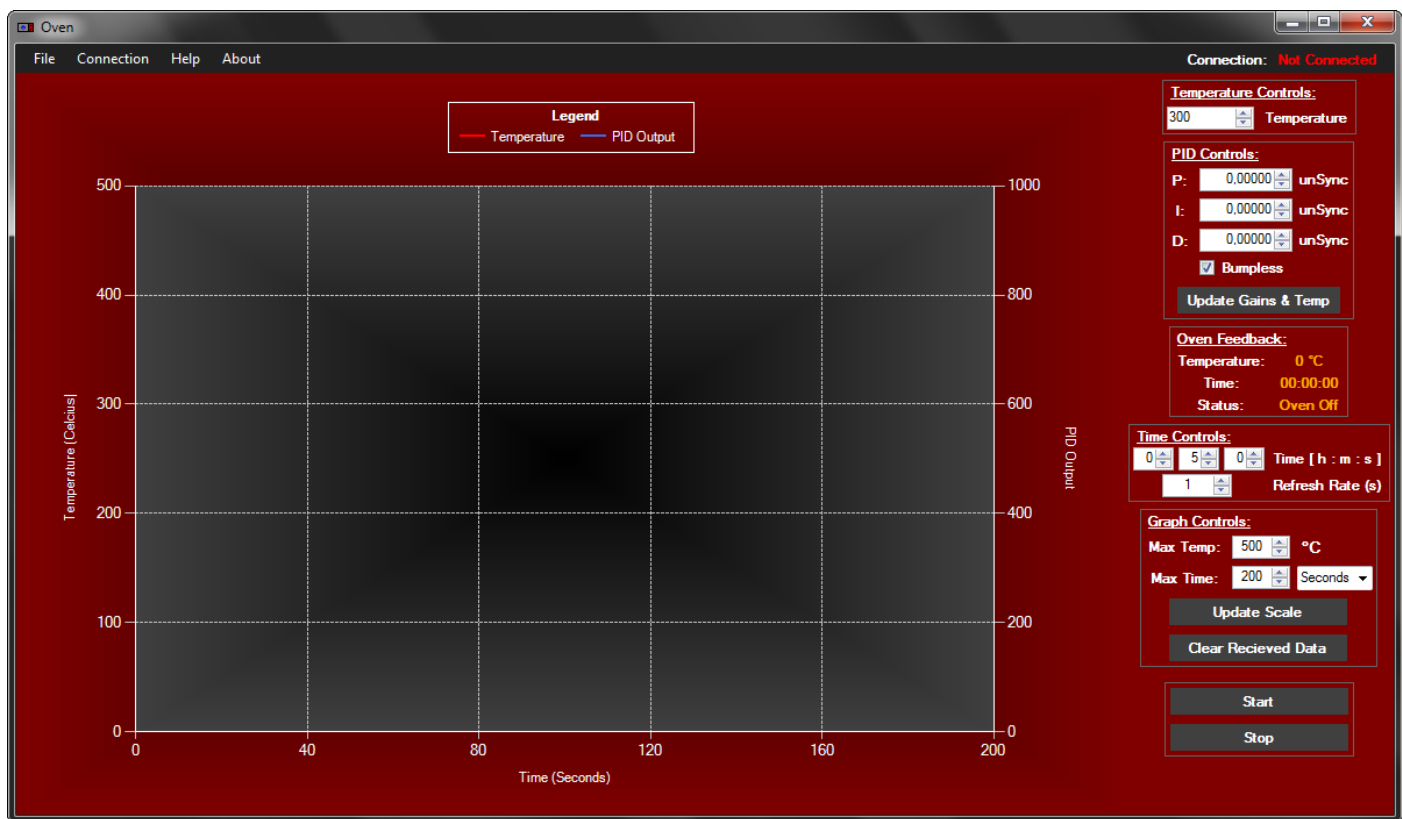 Oven
File Connection Help About
Connection: Not Connected
Legend
Temperature PID Output
500
400
300
200
100
0
Temperature [Celcius]
1000
800
600
400
200
0
PID Output
0 40 80 120 160 200
Time (Seconds)
Temperature Controls:
300 Temperature
PID Controls:
P: 0,00000 unSync
I: 0,00000 unSync
D: 0,00000 unSync
Bumpless
Update Gains & Temp
Oven Feedback:
Temperature: 0 °C
Time: 00:00:00
Status: Oven Off
Time Controls:
0 5 0 Time [ h : m : s ]
1 Refresh Rate (s)
Graph Controls:
Max Temp: 500 °C
Max Time: 200 Seconds
Update Scale
Clear Recieved Data
Start
Stop